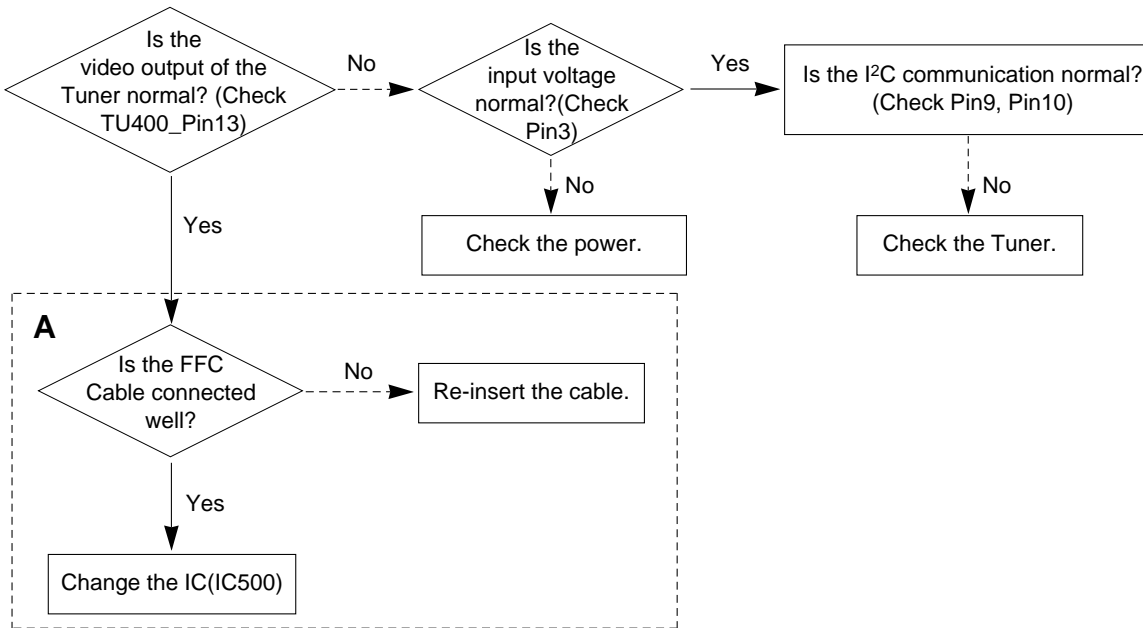 Is the
video output of the
Tuner normal? (Check
TU400_Pin13)
No
Is the
input voltage
normal?(Check
Pin3)
Yes
Is the I²C communication normal?
(Check Pin9, Pin10)
No
No
Yes
Check the power.
Check the Tuner.
A
Is the FFC
Cable connected
well?
No
Re-insert the cable.
Yes
Change the IC(IC500)